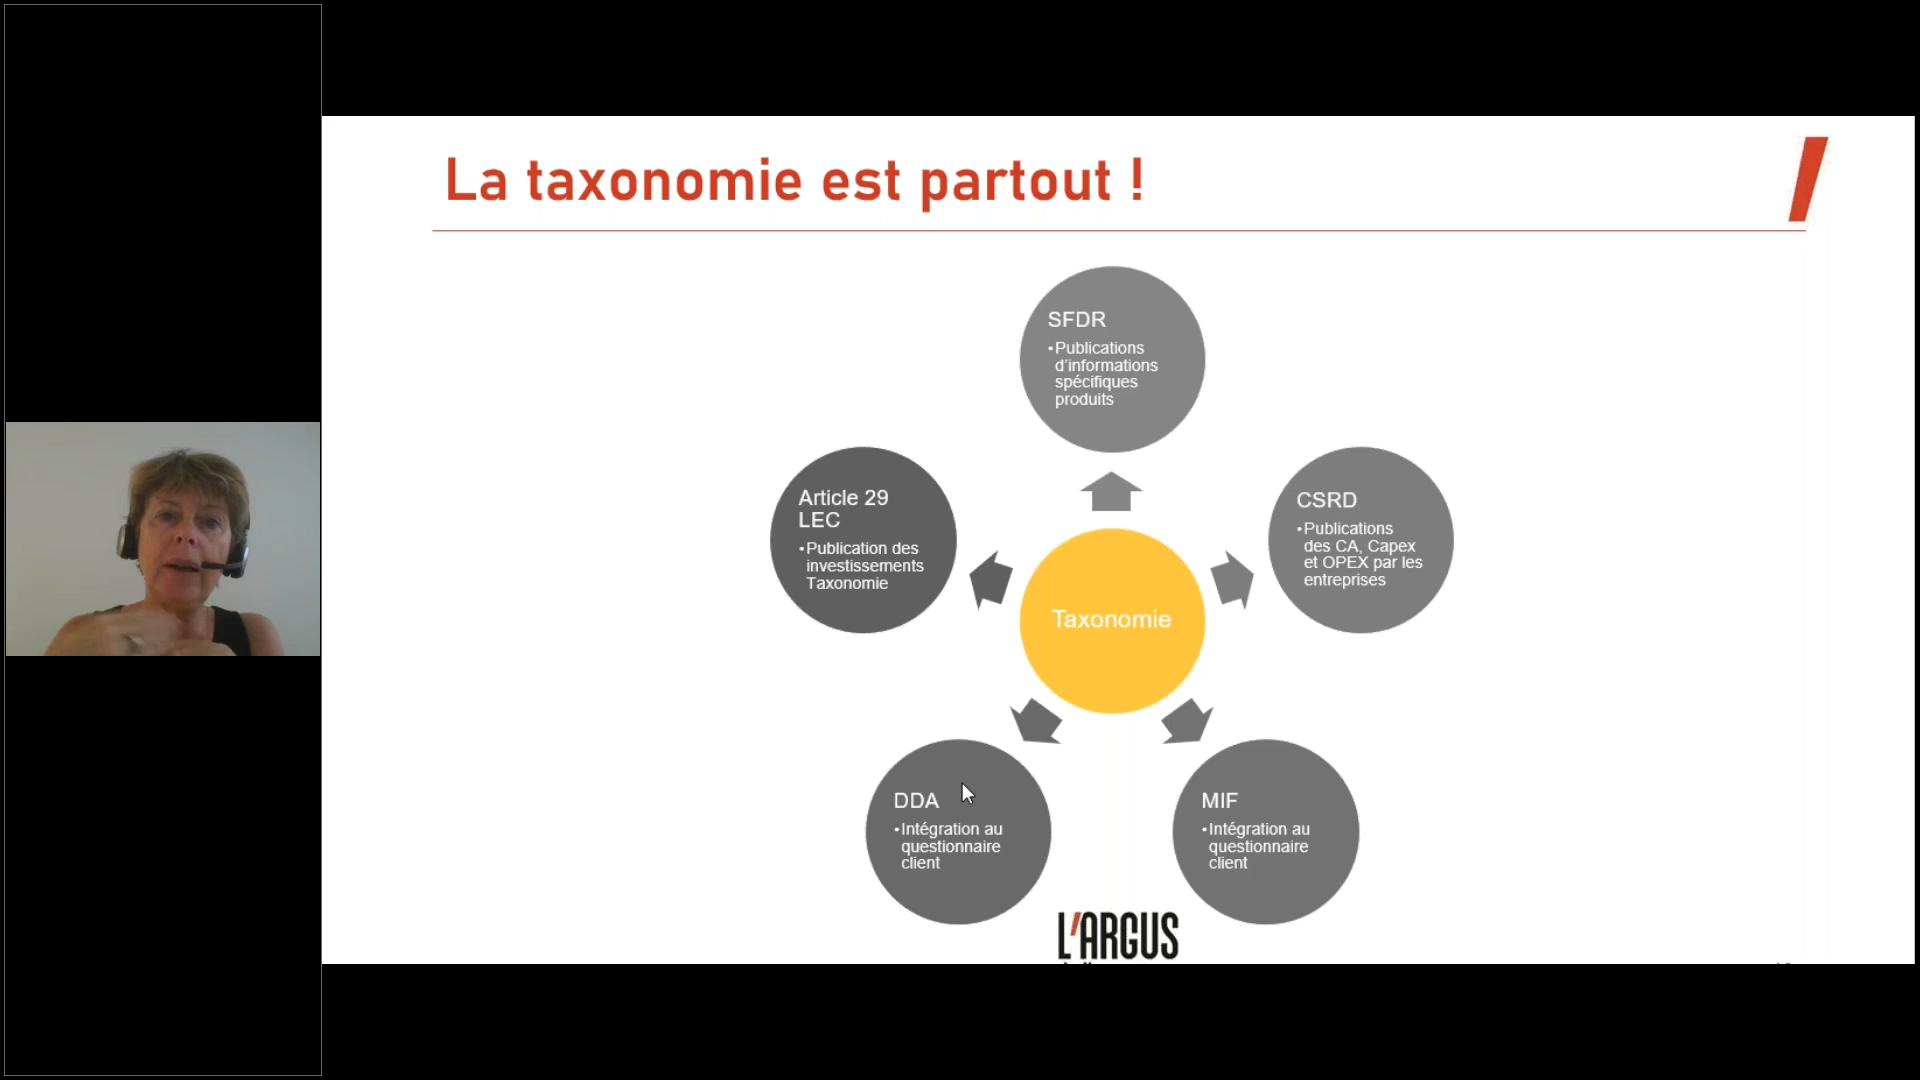 La taxonomie est partout !
SFDR
•Publications
d'informations
spécifiques
produits
Article 29
LEC
•Publication des
investissements
Taxonomie
CSRD
•Publications
des CA, Capex
et OPEX par les
entreprises
Taxonomie
DDA
•Intégration au
questionnaire
client
MIF
•Intégration au
questionnaire
client
L'ARGUS